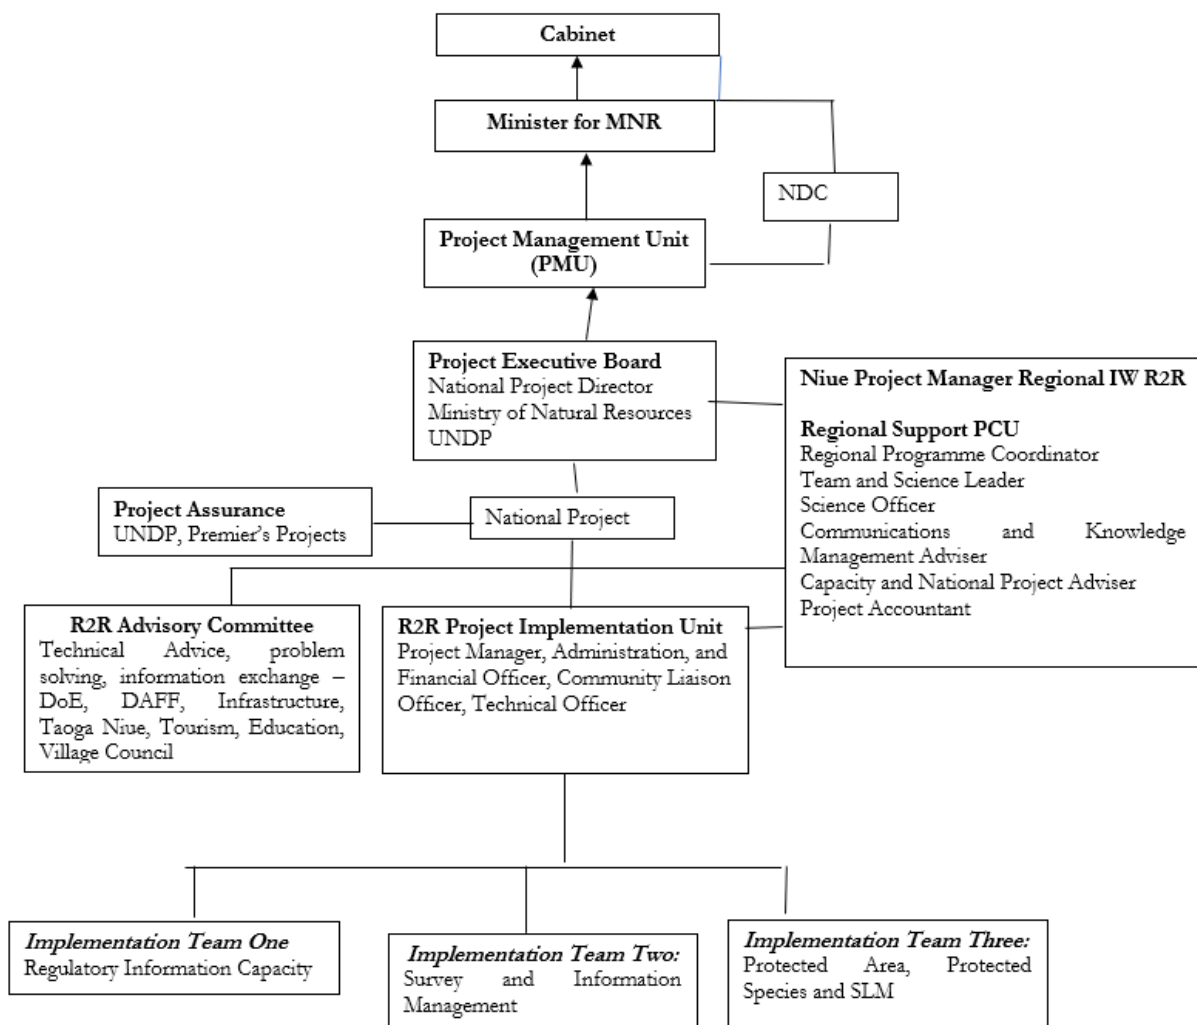 Cabinet
Minister for MNR
NDC
Project Management Unit
(PMU)
Project Executive Board
National Project Director
Ministry of Natural Resources
UNDP
Niue Project Manager Regional IW R2R
Regional Support PCU
Regional Programme Coordinator
Team and Science Leader
Science Officer
Communications and Knowledge
Management Adviser
Capacity and National Project Adviser
Project Accountant
Project Assurance
UNDP, Premier's Projects
National Project
R2R Advisory Committee
Technical Advice, problem
solving, information exchange –
DoE, DAFF, Infrastructure,
Taoga Niue, Tourism, Education,
Village Council
R2R Project Implementation Unit
Project Manager, Administration, and
Financial Officer, Community Liaison
Officer, Technical Officer
Implementation Team One
Regulatory Information Capacity
Implementation Team Two:
Survey and Information
Management
Implementation Team Three:
Protected Area, Protected
Species and SLM